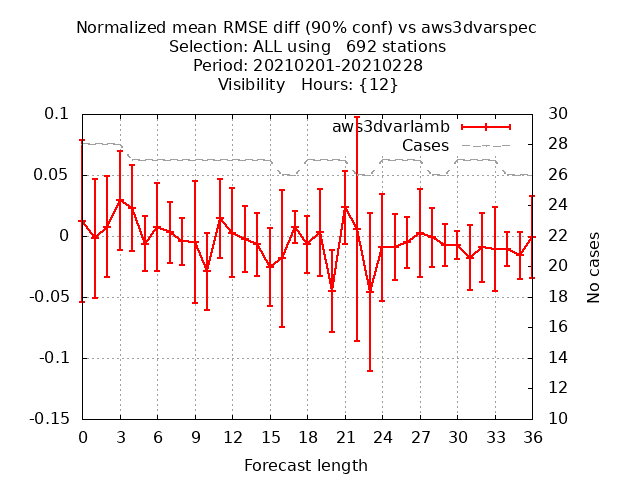 Normalized mean RMSE diff (90% conf) vs aws3dvarspec
Selection: ALL using   692 stations
Period: 20210201-20210228
Visibility   Hours: {12}
aws3dvarlamb
Cases
0.1
0.05
0
-0.05
-0.1
-0.15
30
28
26
24
22
20
18
16
14
12
10
No cases
0 3 6 9 12 15 18 21 24 27 30 33 36
Forecast length